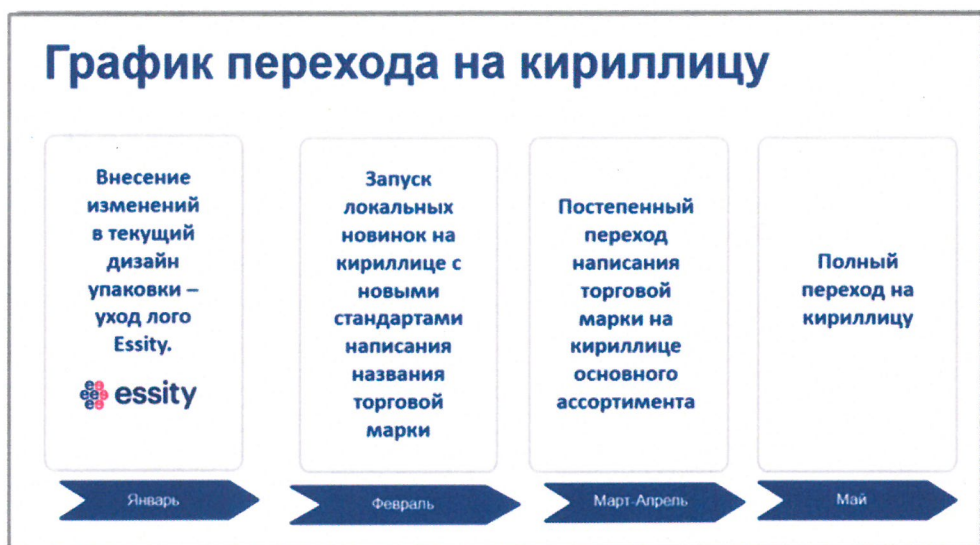 График перехода на кириллицу
Внесение
изменений
в текущий
дизайн
упаковки –
уход лого
Essity.
essity
Январь
Запуск
локальных
новинок на
кириллице с
новыми
стандартами
написания
названия
торговой
марки
Февраль
Постепенный
переход
написания
торговой
марки на
кириллице
основного
ассортимента
Март-Апрель
Полный
переход на
кириллицу
Май